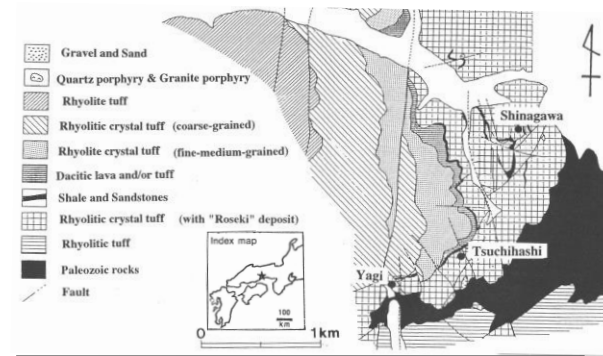 Gravel and Sand
Quartz porphyry & Granite porphyry
Rhyolite tuff
Rhyolitic crystal tuff (coarse-grained)
Rhyolite crystal tuff (fine-medium-grained)
Dacitic lava and/or tuff
Shale and Sandstones
Rhyolitic crystal tuff (with "Roseki" deposit)
Rhyolitic tuff
Paleozoic rocks
Fault
Index map
100
km
0 1km
Shinagawa
Tsuchihashi
Yagi